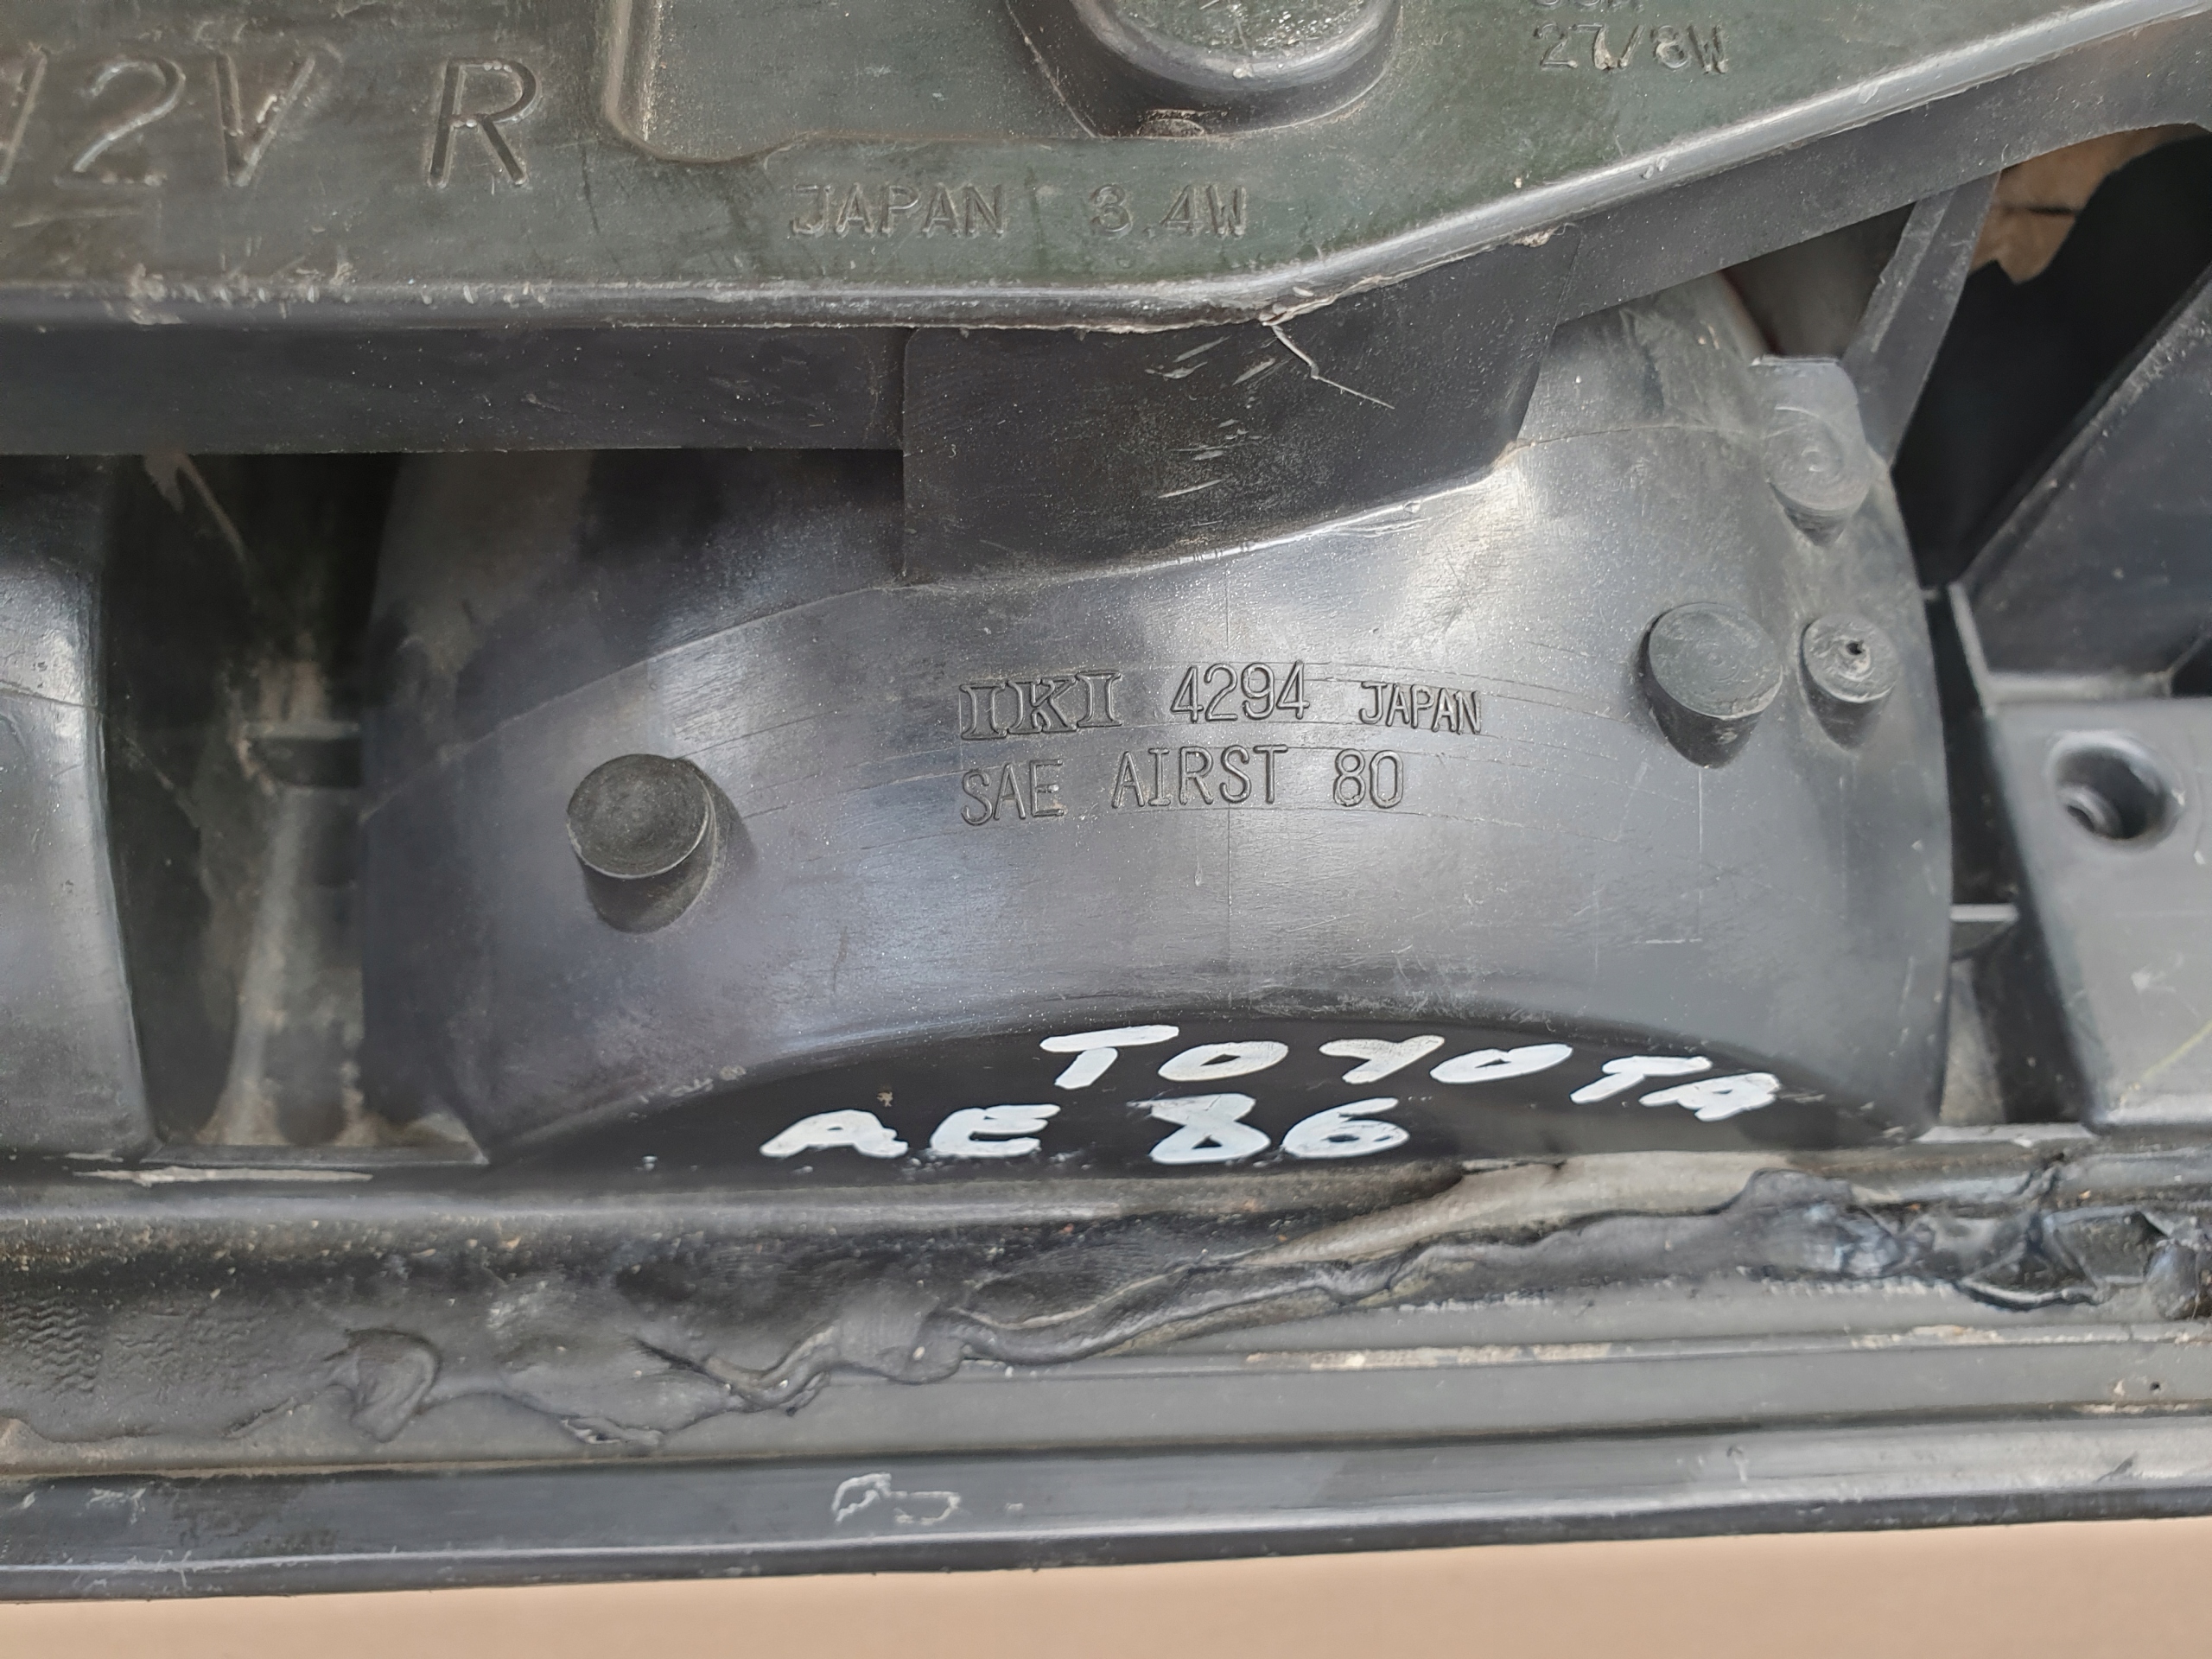 27/8W
12V R
JAPAN 3.4W
IKI 4294 JAPAN
SAE AIRST 80
TOYOTA
AE 86